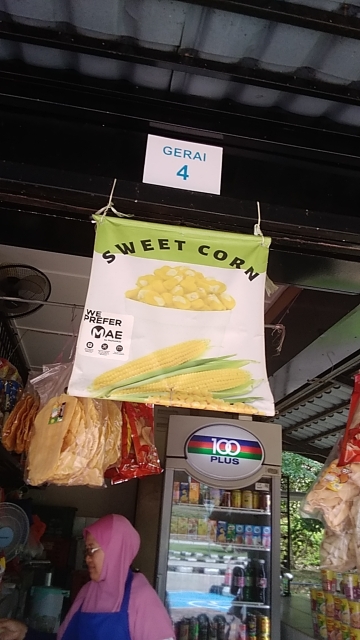 GERAI
4
SWEET CORN
WE
PREFER
MAE
100
PLUS